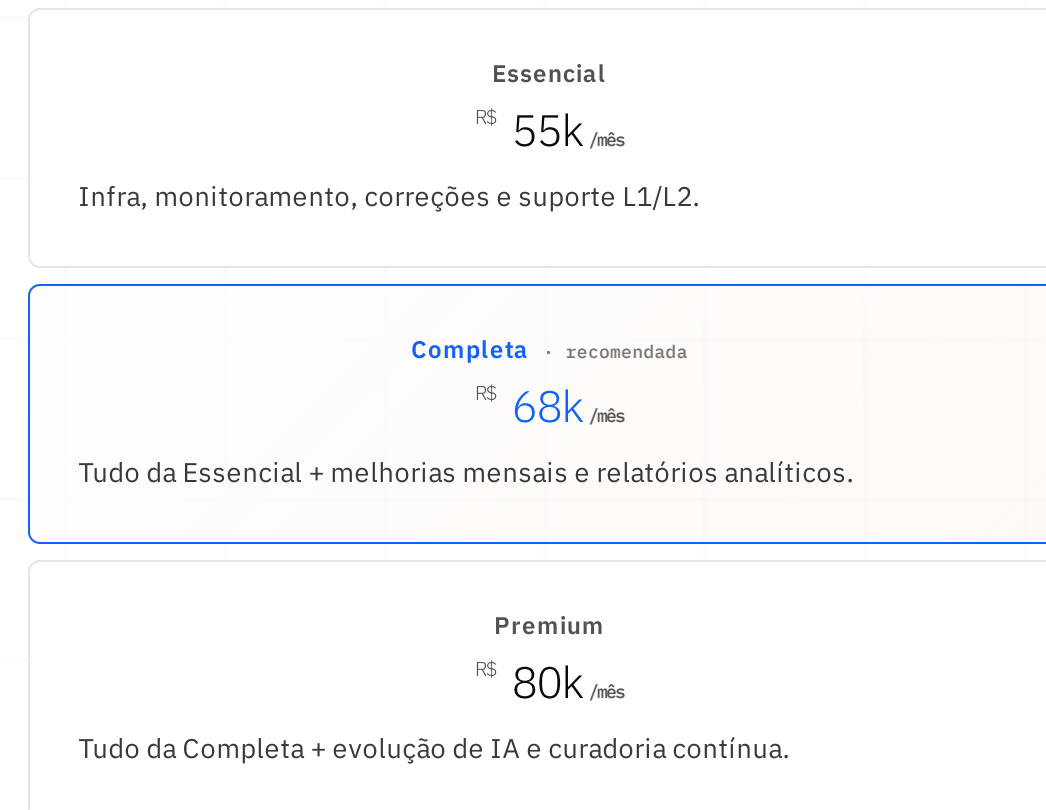 Essencial
R$ 55k /mês
Infra, monitoramento, correções e suporte L1/L2.
Completa · recomendada
R$ 68k /mês
Tudo da Essencial + melhorias mensais e relatórios analíticos.
Premium
R$ 80k /mês
Tudo da Completa + evolução de IA e curadoria contínua.